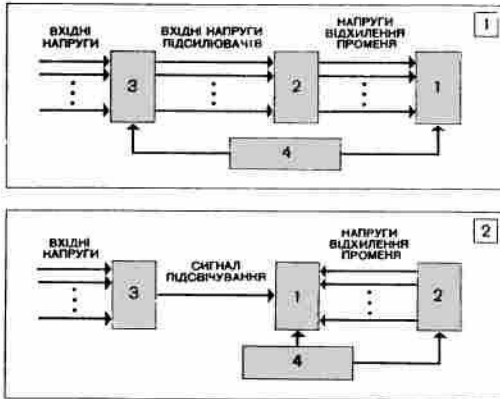 1
ВХІДНІ
НАПРУГИ
ВХІДНІ НАПРУГИ
ПІДСИЛЮВАЧІВ
НАПРУГИ
ВІДХИЛЕННЯ
ПРОМЕНЯ
3
2
1
4
2
ВХІДНІ
НАПРУГИ
СИГНАЛ
ПІДСВІЧУВАННЯ
НАПРУГИ
ВІДХИЛЕННЯ
ПРОМЕНЯ
3
1
2
4